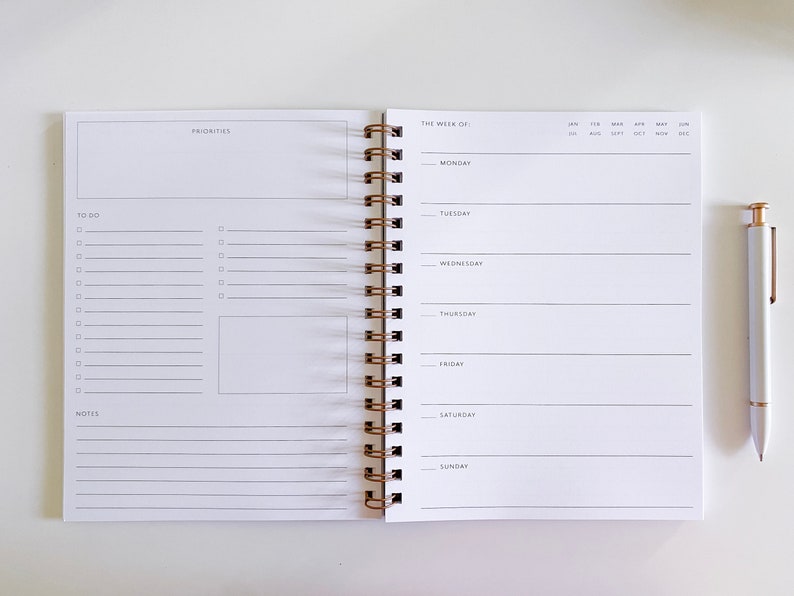 PRIORITIES
TO DO
NOTES
THE WEEK OF:
JAN FEB MAR APR MAY JUN
JUL AUG SEPT OCT NOV DEC
MONDAY
TUESDAY
WEDNESDAY
THURSDAY
FRIDAY
SATURDAY
SUNDAY